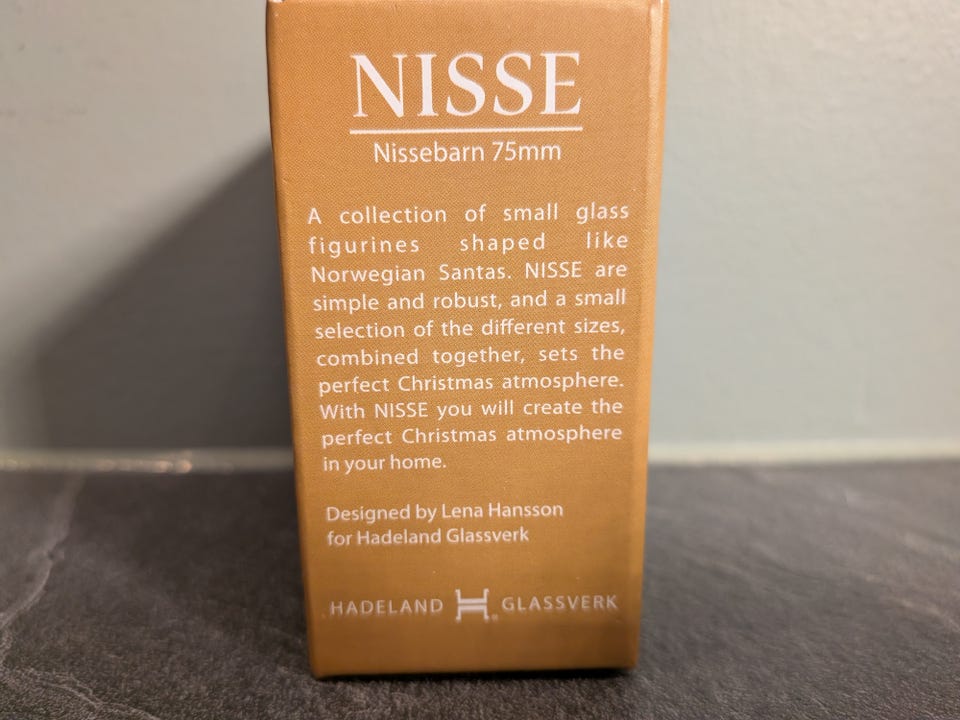 NISSE
Nissebarn 75mm
A collection of small glass
figurines shaped like
Norwegian Santas. NISSE are
simple and robust, and a small
selection of the different sizes,
combined together, sets the
perfect Christmas atmosphere.
With NISSE you will create the
perfect Christmas atmosphere
in your home.
Designed by Lena Hansson
for Hadeland Glassverk
HADELAND H® GLASSVERK